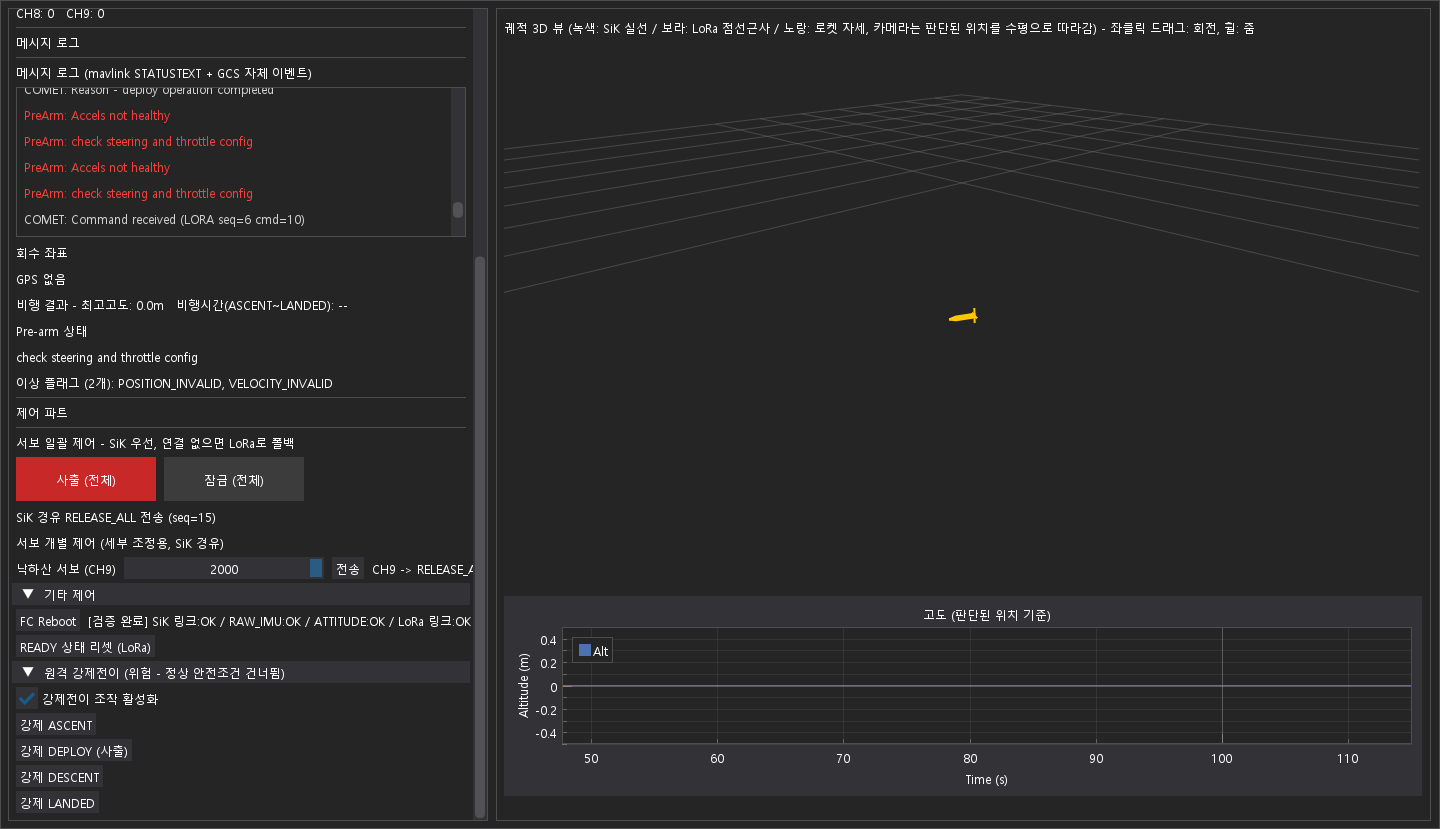 CH8: 0 CH9: 0
메시지 로그
메시지 로그 (mavlink STATUSTEXT + GCS 자체 이벤트)
COMET: Reason - deploy operation completed
PreArm: Accels not healthy
PreArm: check steering and throttle config
PreArm: Accels not healthy
PreArm: check steering and throttle config
COMET: Command received (LORA seq=6 cmd=10)
회수 좌표
GPS 없음
비행 결과 - 최고고도: 0.0m 비행시간(ASCENT~LANDED): --
Pre-arm 상태
check steering and throttle config
이상 플래그 (2개): POSITION_INVALID, VELOCITY_INVALID
제어 파트
서보 일괄 제어 - SiK 우선, 연결 없으면 LoRa로 폴백
사출 (전체) 잠금 (전체)
SiK 경유 RELEASE_ALL 전송 (seq=15)
서보 개별 제어 (세부 조정용, SiK 경유)
낙하산 서보 (CH9) 2000 전송 CH9 -> RELEASE_A
▼ 기타 제어
FC Reboot [검증 완료] SiK 링크:OK / RAW_IMU:OK / ATTITUDE:OK / LoRa 링크:OK
READY 상태 리셋 (LoRa)
▼ 원격 강제전이 (위험 - 정상 안전조건 건너뜀)
강제전이 조작 활성화
강제 ASCENT
강제 DEPLOY (사출)
강제 DESCENT
강제 LANDED
궤적 3D 뷰 (녹색: SiK 실선 / 보라: LoRa 점선근사 / 노랑: 로켓 자세, 카메라는 판단된 위치를 수평으로 따라감) - 좌클릭 드래그: 회전, 휠: 줌
고도 (판단된 위치 기준)
Alt
Altitude (m)
0.4
0.2
0
-0.2
-0.4
50 60 70 80 90 100 110
Time (s)